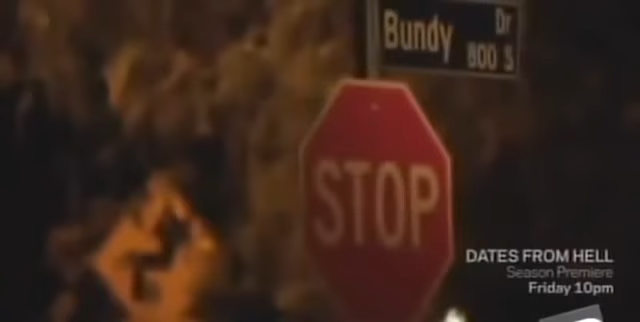 Bundy Dr
800 S
STOP
DATES FROM HELL
Season Premiere
Friday 10pm